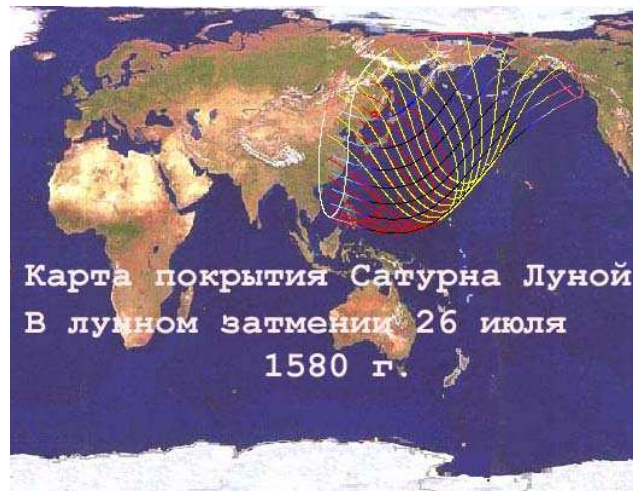 Карта покрытия Сатурна Луной
В лунном затмении 26 июля
1580 г.